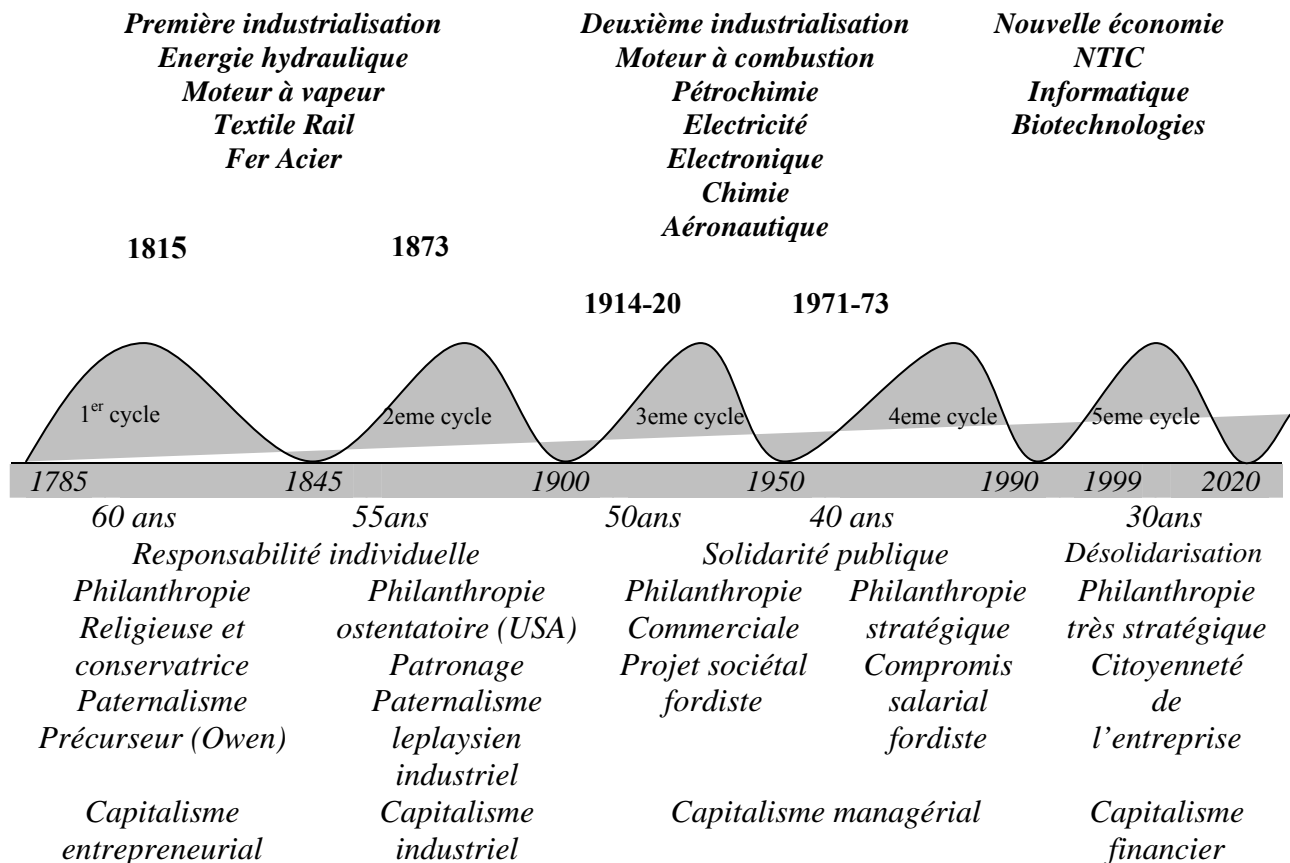 Première industrialisation
Energie hydraulique
Moteur à vapeur
Textile Rail
Fer Acier
Deuxième industrialisation
Moteur à combustion
Pétrochimie
Electricité
Electronique
Chimie
Aéronautique
Nouvelle économie
NTIC
Informatique
Biotechnologies
1815 1873
1914-20 1971-73
1er cycle 2eme cycle 3eme cycle 4eme cycle 5eme cycle
1785 1845 1900 1950 1990 1999 2020
60 ans 55ans 50ans 40 ans 30ans
Responsabilité individuelle Solidarité publique Désolidarisation
Philanthropie
Religieuse et
conservatrice
Paternalisme
Précurseur (Owen)
Philanthropie
ostentatoire (USA)
Patronage
Paternalisme
leplaysien
industriel
Philanthropie
Commerciale
Projet sociétal
fordiste
Philanthropie
stratégique
Compromis
salarial
fordiste
Philanthropie
très stratégique
Citoyenneté
de
l'entreprise
Capitalisme
entrepreneurial
Capitalisme
industriel
Capitalisme managérial
Capitalisme
financier